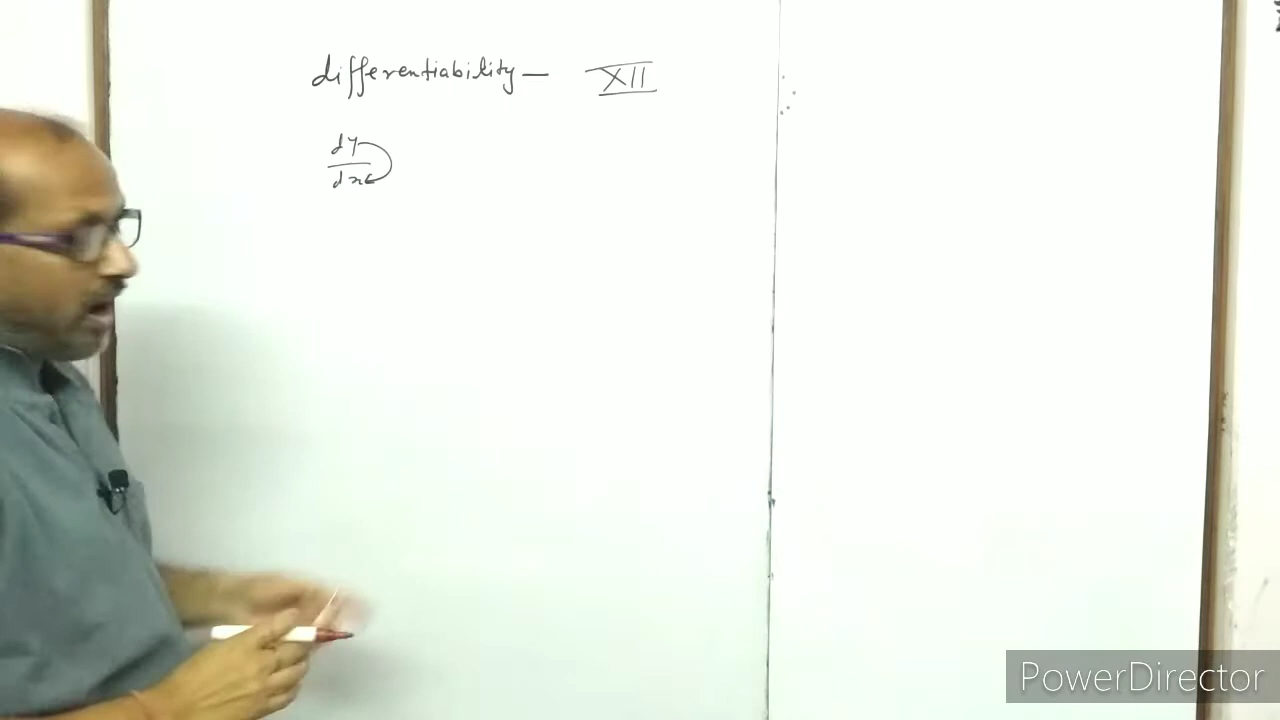 differentiability — XII
dy
dx
PowerDirector